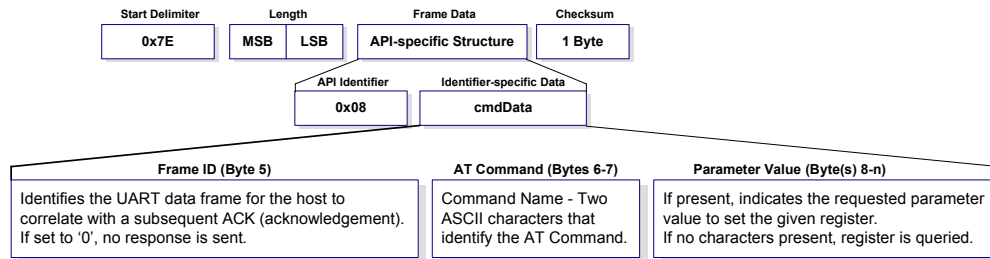 Start Delimiter Length Frame Data Checksum
0x7E MSB LSB API-specific Structure 1 Byte
API Identifier Identifier-specific Data
0x08 cmdData
Frame ID (Byte 5)
Identifies the UART data frame for the host to
correlate with a subsequent ACK (acknowledgement).
If set to ‘0’, no response is sent.
AT Command (Bytes 6-7)
Command Name - Two
ASCII characters that
identify the AT Command.
Parameter Value (Byte(s) 8-n)
If present, indicates the requested parameter
value to set the given register.
If no characters present, register is queried.